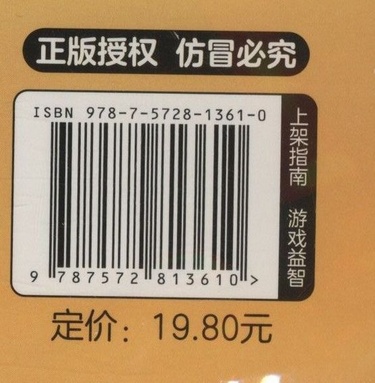 正版授权 仿冒必究
ISBN 978-7-5728-1361-0
9 787572 813610 >
上架指南 游戏益智
定价：19.80元